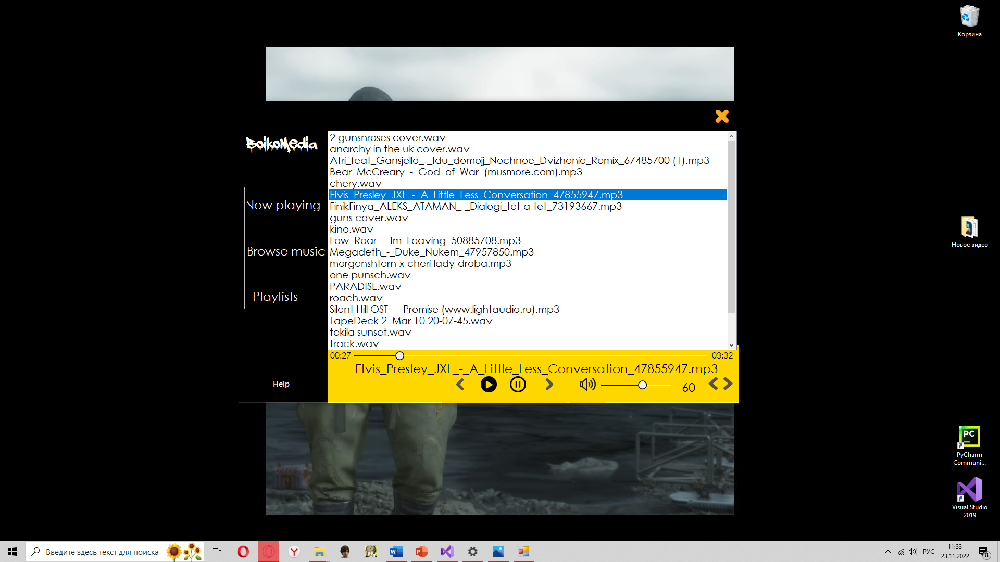 Корзина
BoikoMedia
2 gunsnroses cover.wav
anarchy in the uk cover.wav
Atri_feat_Gansjello_-_Idu_domojj_Nochnoe_Dvizhenie_Remix_67485700 (1).mp3
Bear_McCreary_-_God_of_War_(musmore.com).mp3
chery.wav
Elvis_Presley_JXL_-_A_Little_Less_Conversation_47855947.mp3
FinikFinya_ALEKS_ATAMAN_-_Dialogi_tet-a-tet_73193667.mp3
guns cover.wav
kino.wav
Low_Roar_-_Im_Leaving_50885708.mp3
Megadeth_-_Duke_Nukem_47957850.mp3
morgenshtern-x-cheri-lady-droba.mp3
one punsch.wav
PARADISE.wav
roach.wav
Silent Hill OST — Promise (www.lightaudio.ru).mp3
TapeDeck 2  Mar 10 20-07-45.wav
tekila sunset.wav
track.wav
Now playing
Browse music
Playlists
Help
00:27
03:32
Elvis_Presley_JXL_-_A_Little_Less_Conversation_47855947.mp3
60
Новое видео
PC
PyCharm
Communi...
Visual Studio
2019
Введите здесь текст для поиска
Y
W
P
РУС
11:33
23.11.2022
8